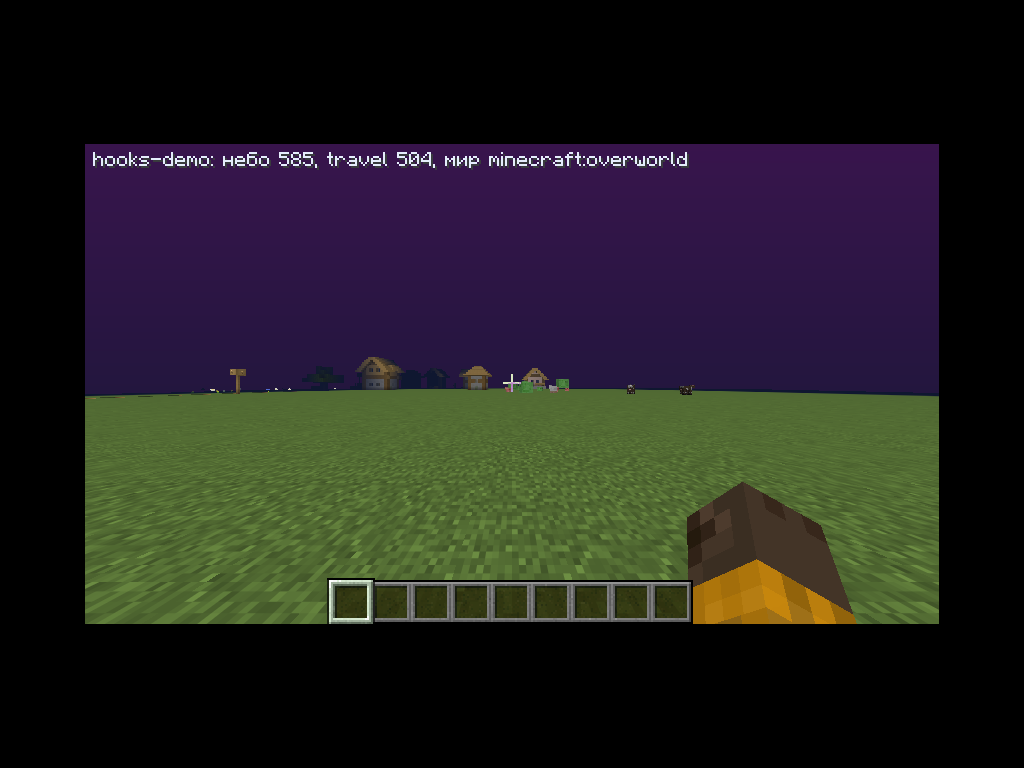 hooks-demo: небо 585, travel 504, мир minecraft:overworld